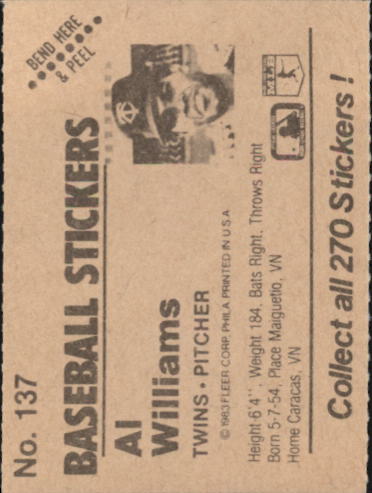 No. 137
BEND HERE
& PEEL
BASEBALL STICKERS
Al
Williams
TWINS • PITCHER
© 1983 FLEER CORP. PHILA PRINTED IN U.S.A
Height 6'4", Weight 184, Bats Right, Throws Right
Born 5-7-54, Place Maiguetio, VN
Home Caracas, VN
TC
MLB
Collect all 270 Stickers !